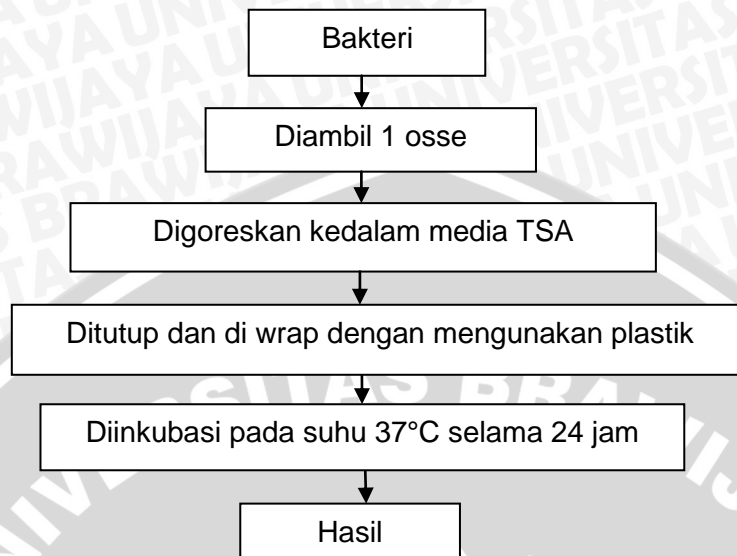 Bakteri
Diambil 1 osse
Digoreskan kedalam media TSA
Ditutup dan di wrap dengan mengunakan plastik
Diinkubasi pada suhu 37°C selama 24 jam
Hasil